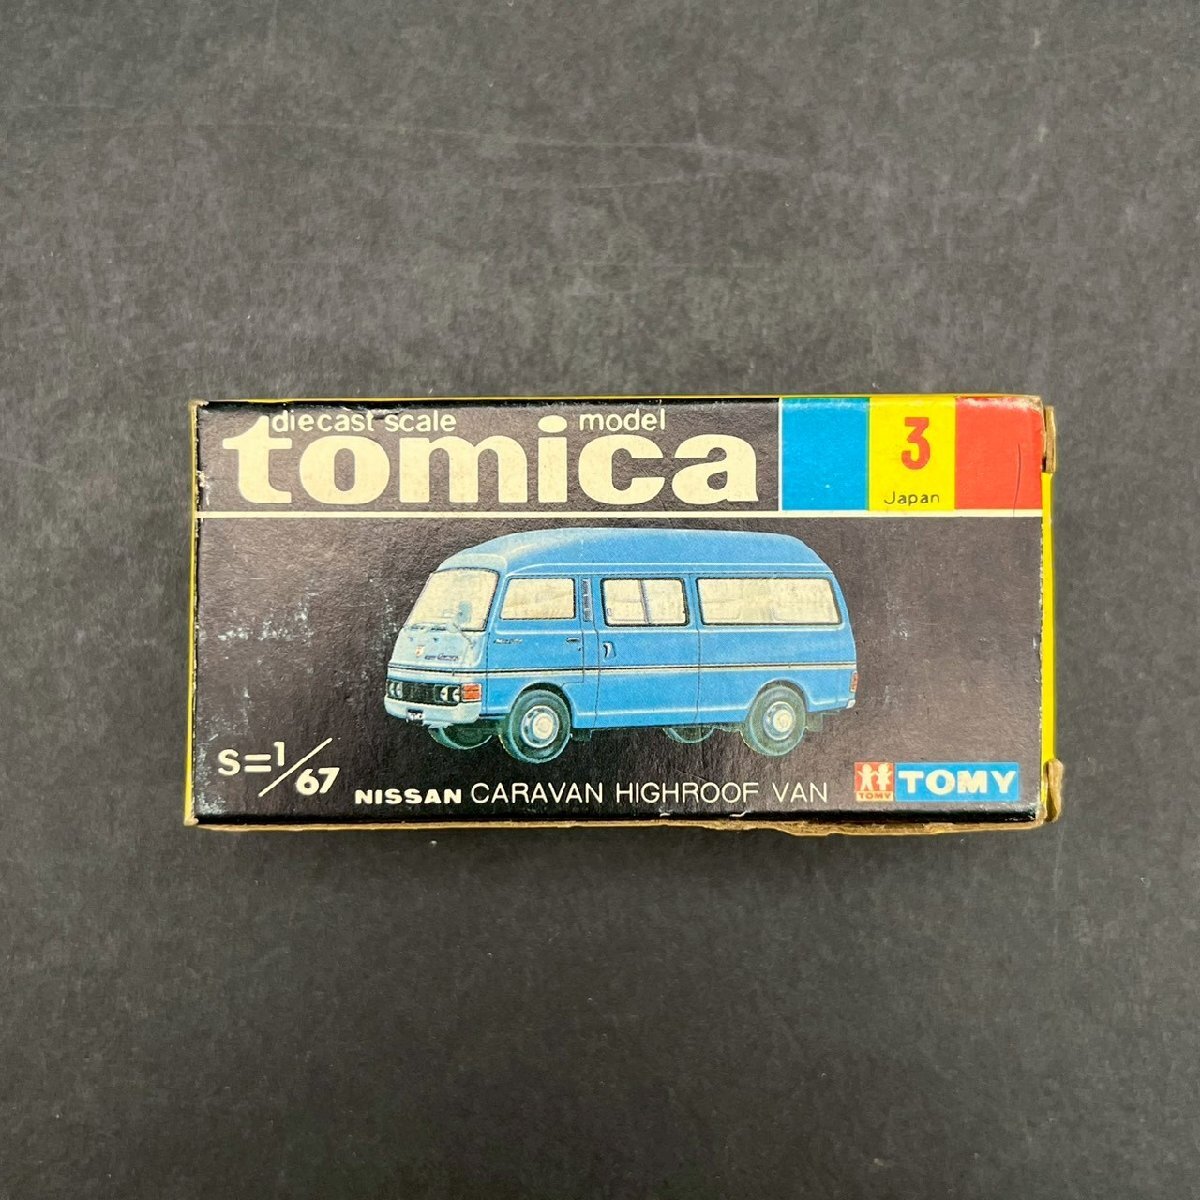 diecast scale model
tomica
3
Japan
S=1/67
NISSAN CARAVAN HIGHROOF VAN
TOMY TOMY